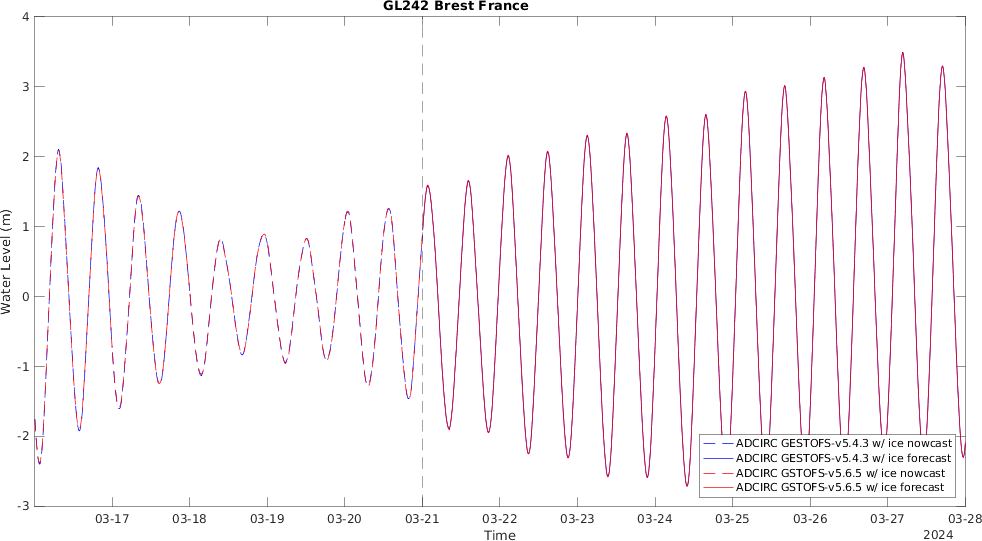 GL242 Brest France
4
3
2
1
0
-1
-2
-3
Water Level (m)
ADCIRC GESTOFS-v5.4.3 w/ ice nowcast
ADCIRC GESTOFS-v5.4.3 w/ ice forecast
ADCIRC GSTOFS-v5.6.5 w/ ice nowcast
ADCIRC GSTOFS-v5.6.5 w/ ice forecast
03-17 03-18 03-19 03-20 03-21 03-22 03-23 03-24 03-25 03-26 03-27 03-28
Time
2024